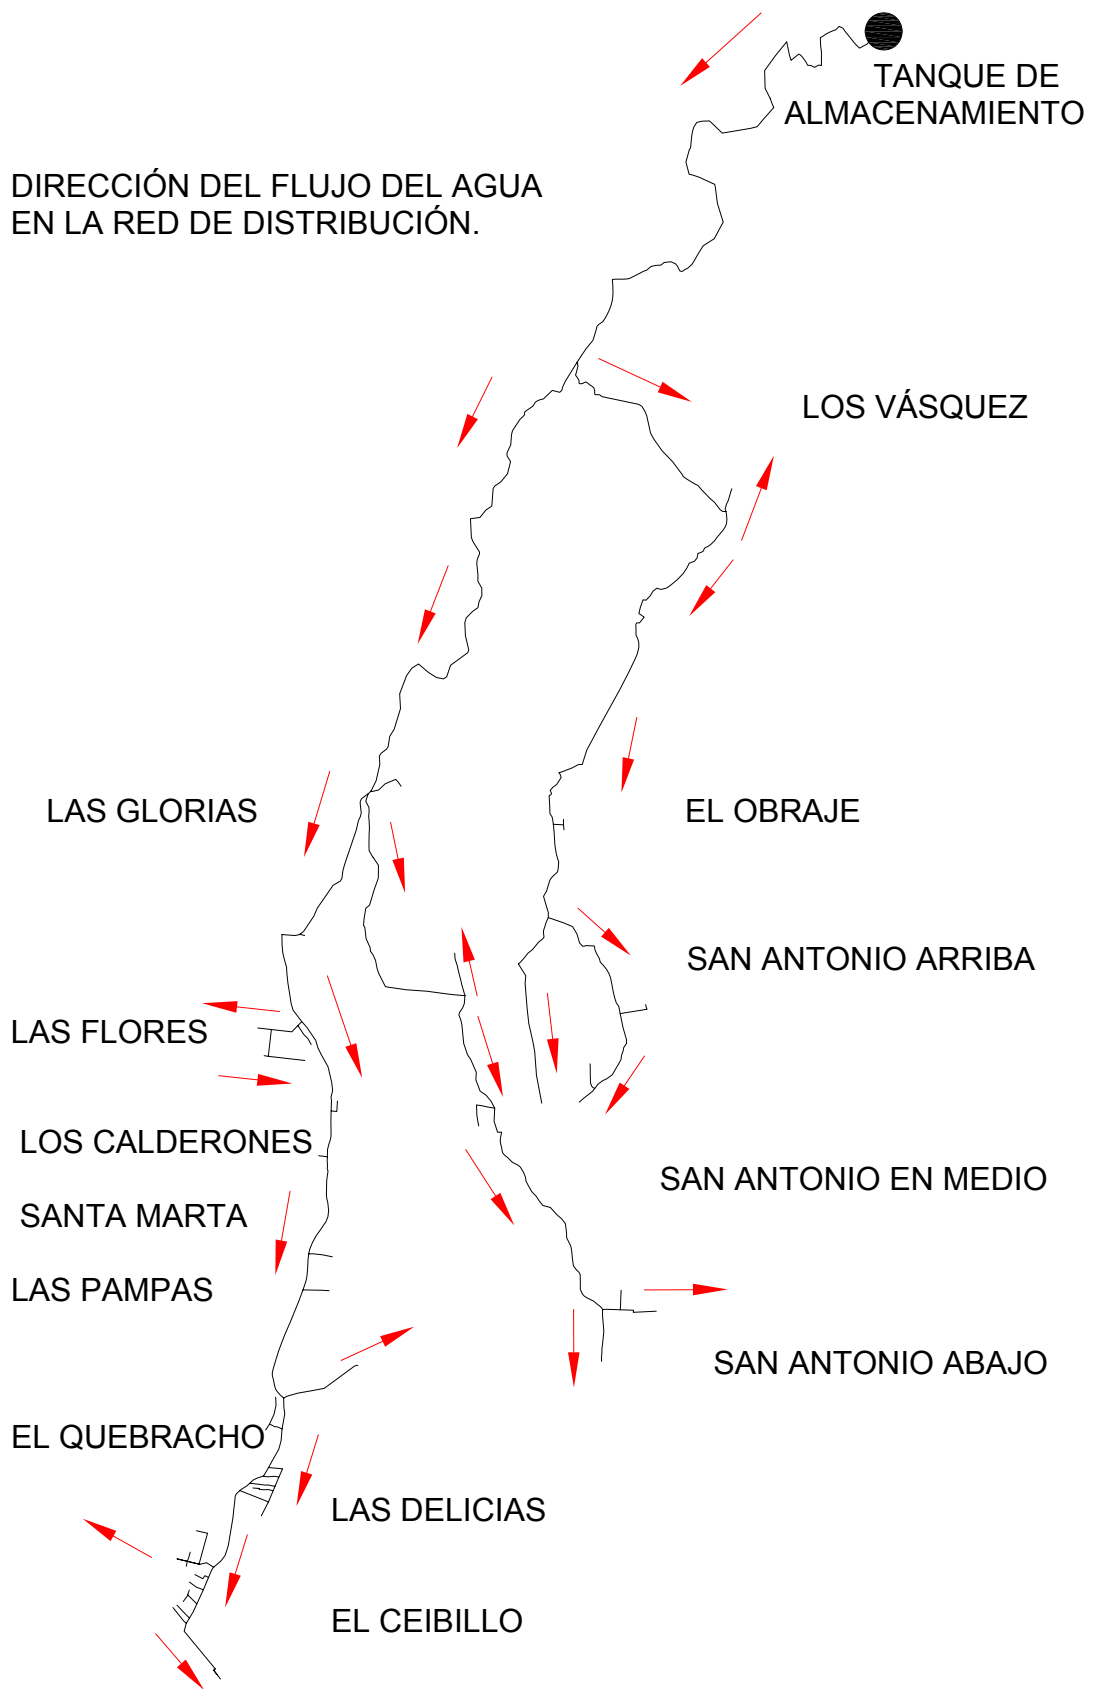 TANQUE DE
ALMACENAMIENTO
DIRECCIÓN DEL FLUJO DEL AGUA
EN LA RED DE DISTRIBUCIÓN.
LOS VÁSQUEZ
LAS GLORIAS
EL OBRAJE
SAN ANTONIO ARRIBA
LAS FLORES
LOS CALDERONES
SAN ANTONIO EN MEDIO
SANTA MARTA
LAS PAMPAS
SAN ANTONIO ABAJO
EL QUEBRACHO
LAS DELICIAS
EL CEIBILLO